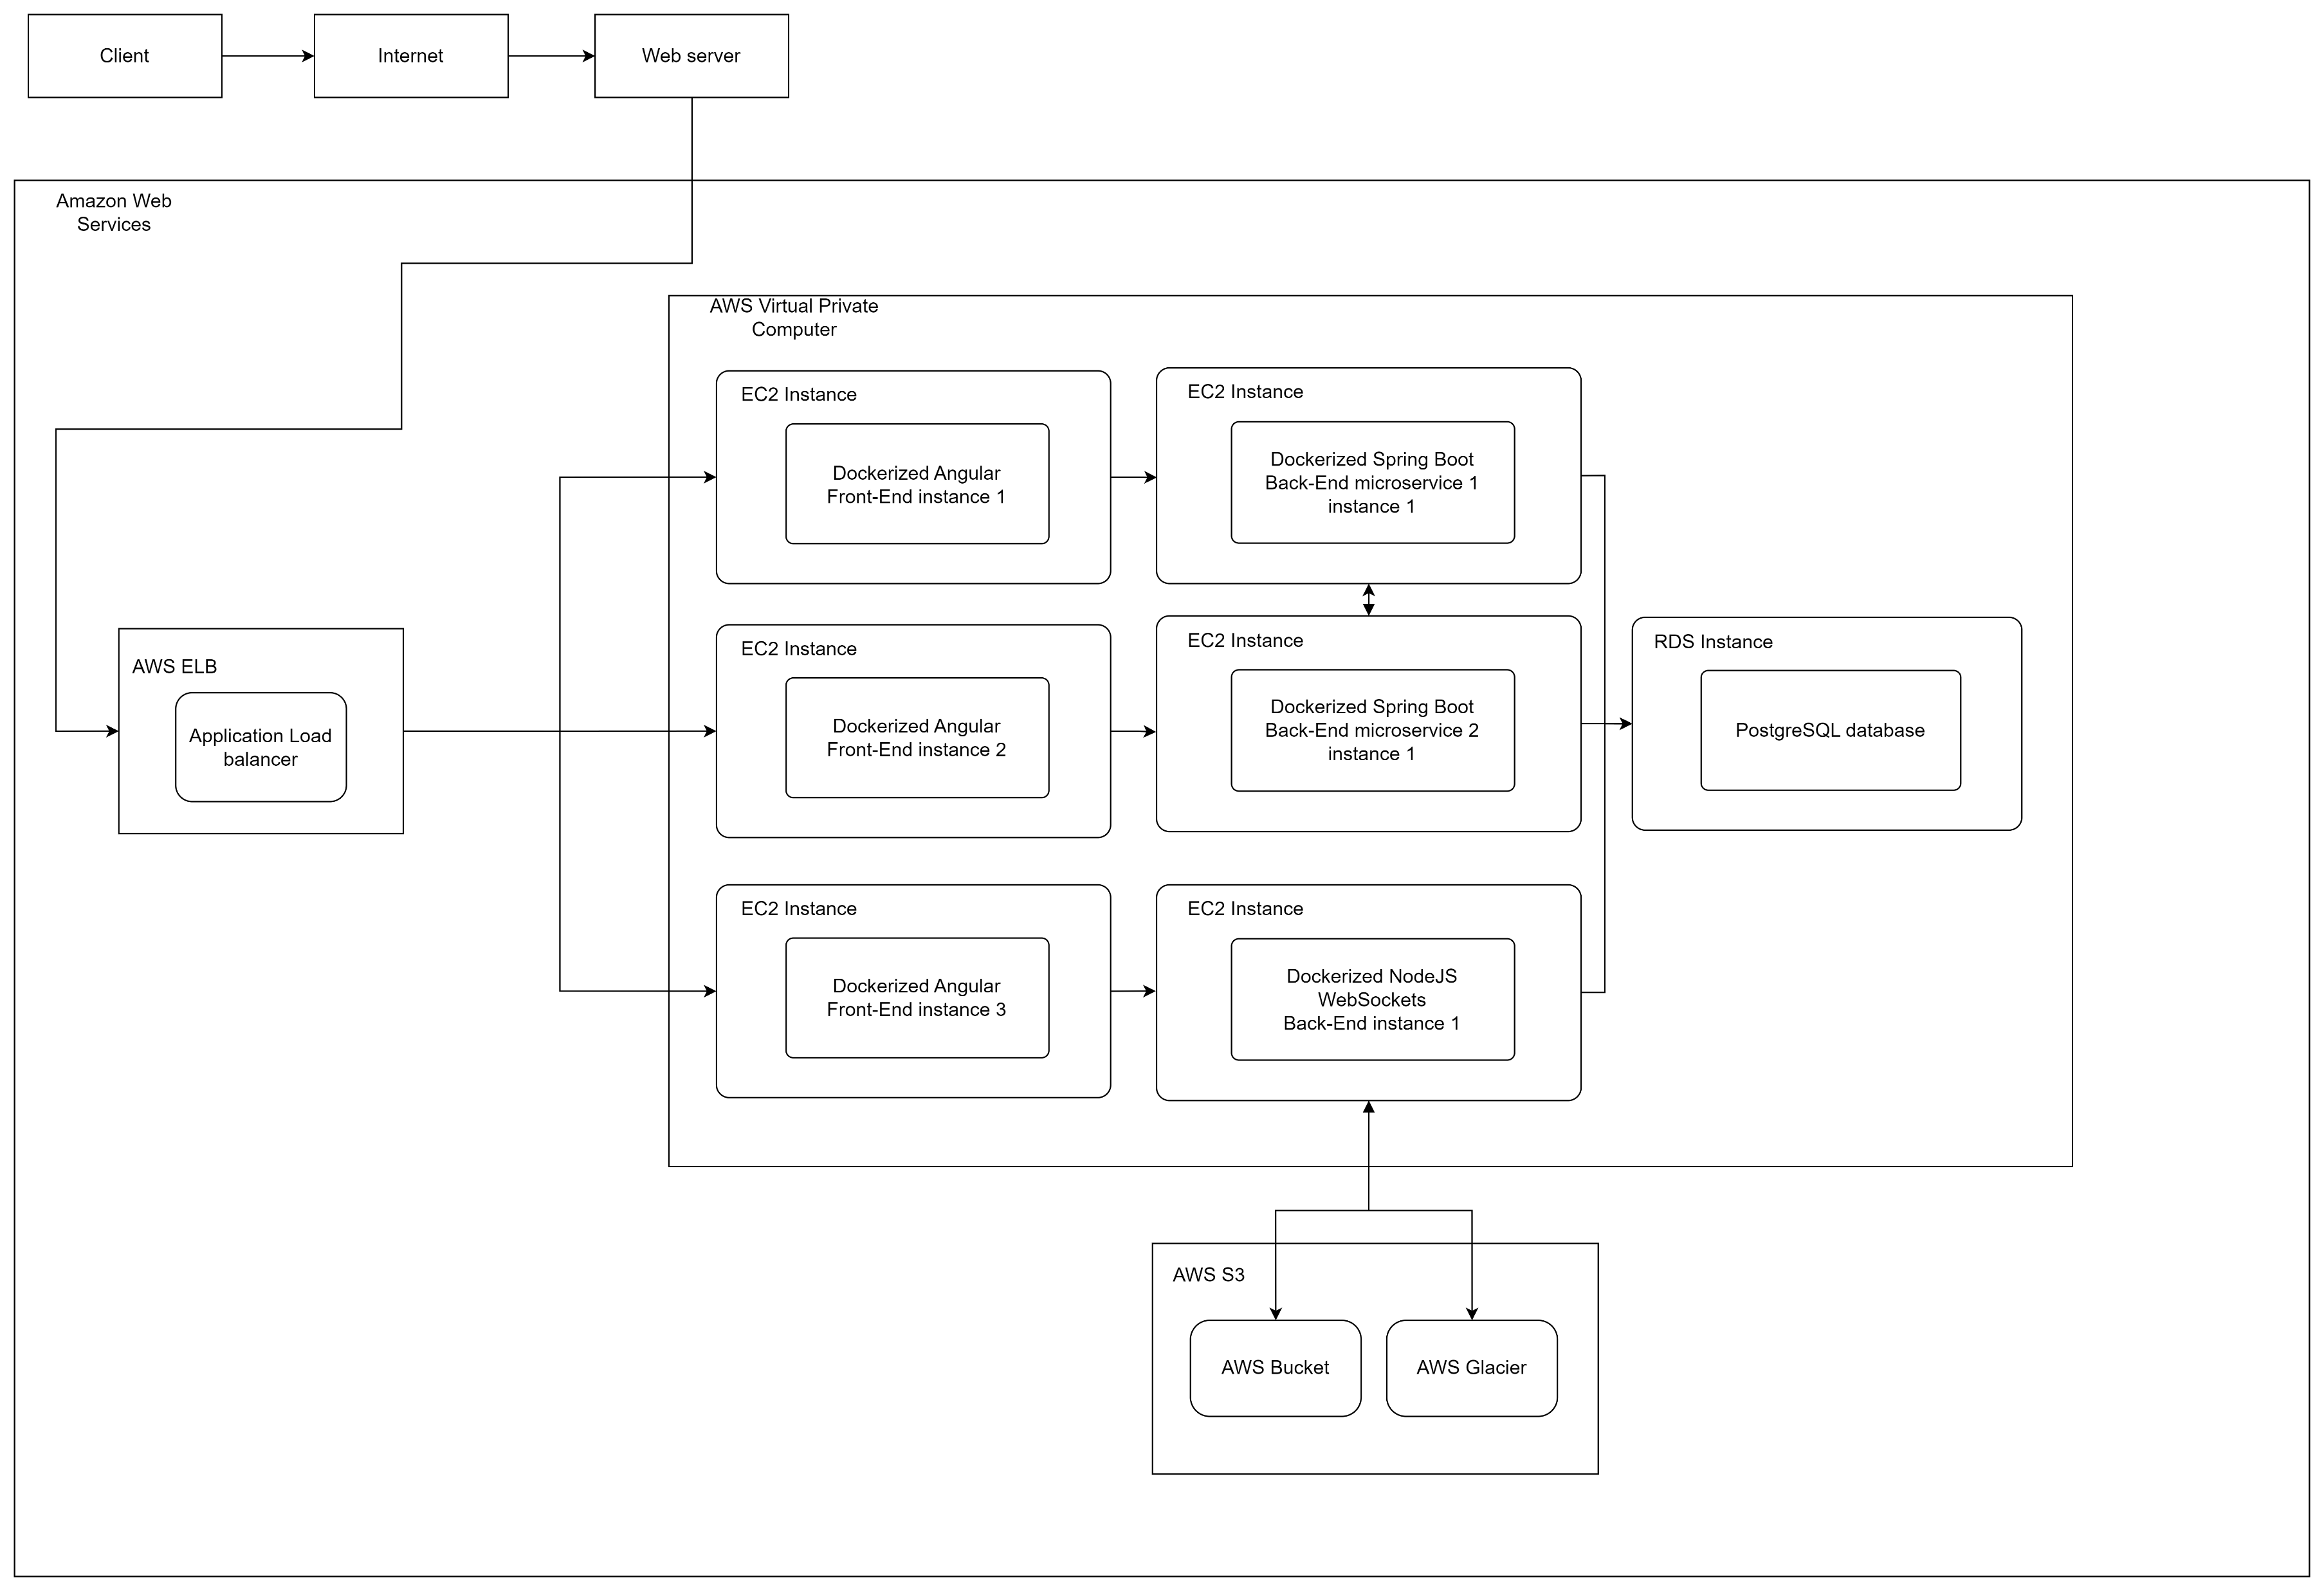 Client
Internet
Web server
Amazon Web
Services
AWS Virtual Private
Computer
EC2 Instance
Dockerized Angular
Front-End instance 1
EC2 Instance
Dockerized Spring Boot
Back-End microservice 1
instance 1
AWS ELB
Application Load
balancer
EC2 Instance
Dockerized Angular
Front-End instance 2
EC2 Instance
Dockerized Spring Boot
Back-End microservice 2
instance 1
RDS Instance
PostgreSQL database
EC2 Instance
Dockerized Angular
Front-End instance 3
EC2 Instance
Dockerized NodeJS
WebSockets
Back-End instance 1
AWS S3
AWS Bucket
AWS Glacier